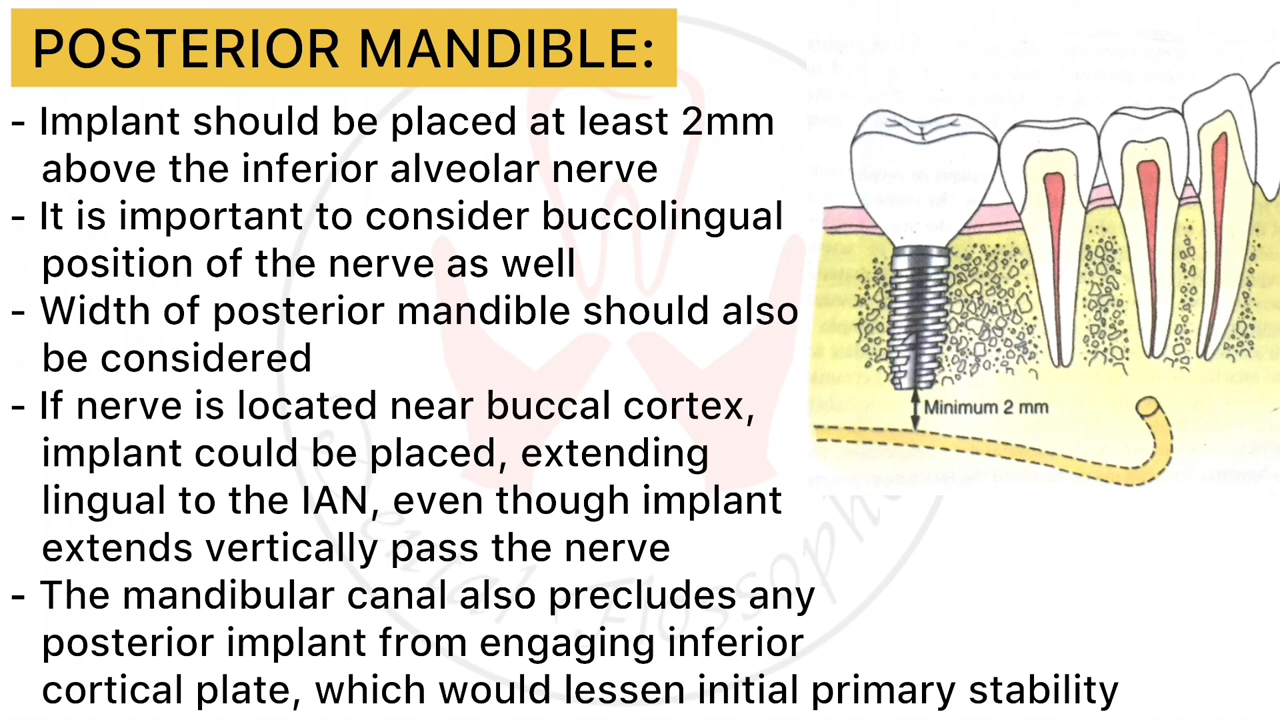 POSTERIOR MANDIBLE:
- Implant should be placed at least 2mm
above the inferior alveolar nerve
- It is important to consider buccolingual
position of the nerve as well
- Width of posterior mandible should also
be considered
- If nerve is located near buccal cortex,
implant could be placed, extending
lingual to the IAN, even though implant
extends vertically pass the nerve
- The mandibular canal also precludes any
posterior implant from engaging inferior
cortical plate, which would lessen initial primary stability
Minimum 2 mm